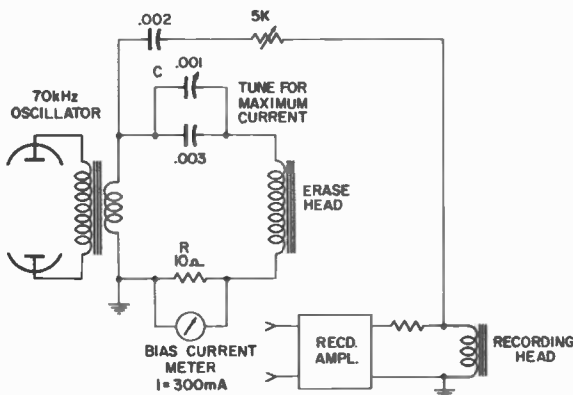 .002
5K
C
.001
TUNE FOR
MAXIMUM
CURRENT
70kHz
OSCILLATOR
.003
ERASE
HEAD
R
10Ω
BIAS CURRENT
METER
I = 300mA
RECD.
AMPL.
RECORDING
HEAD